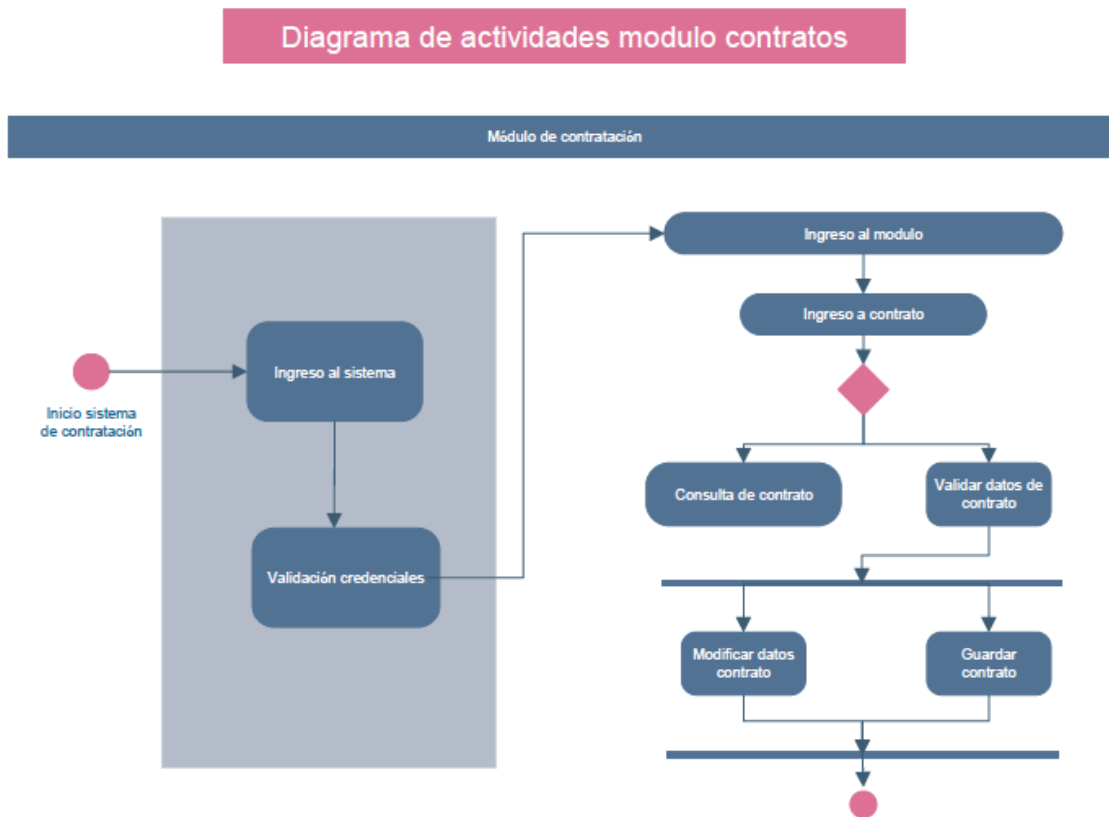 Diagrama de actividades modulo contratos
Módulo de contratación
Ingreso al modulo
Ingreso a contrato
Ingreso al sistema
Inicio sistema
de contratación
Consulta de contrato
Validar datos de
contrato
Validación credenciales
Modificar datos
contrato
Guardar
contrato